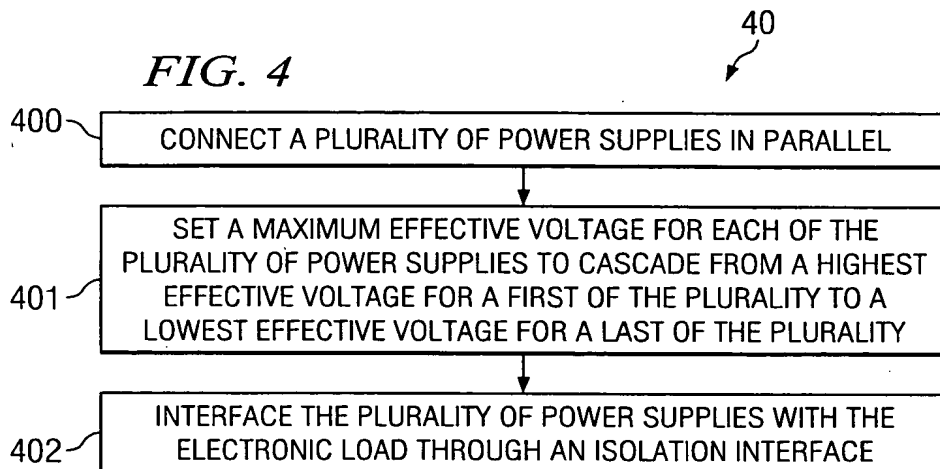 40
FIG. 4
400
CONNECT A PLURALITY OF POWER SUPPLIES IN PARALLEL
401
SET A MAXIMUM EFFECTIVE VOLTAGE FOR EACH OF THE
PLURALITY OF POWER SUPPLIES TO CASCADE FROM A HIGHEST
EFFECTIVE VOLTAGE FOR A FIRST OF THE PLURALITY TO A
LOWEST EFFECTIVE VOLTAGE FOR A LAST OF THE PLURALITY
402
INTERFACE THE PLURALITY OF POWER SUPPLIES WITH THE
ELECTRONIC LOAD THROUGH AN ISOLATION INTERFACE